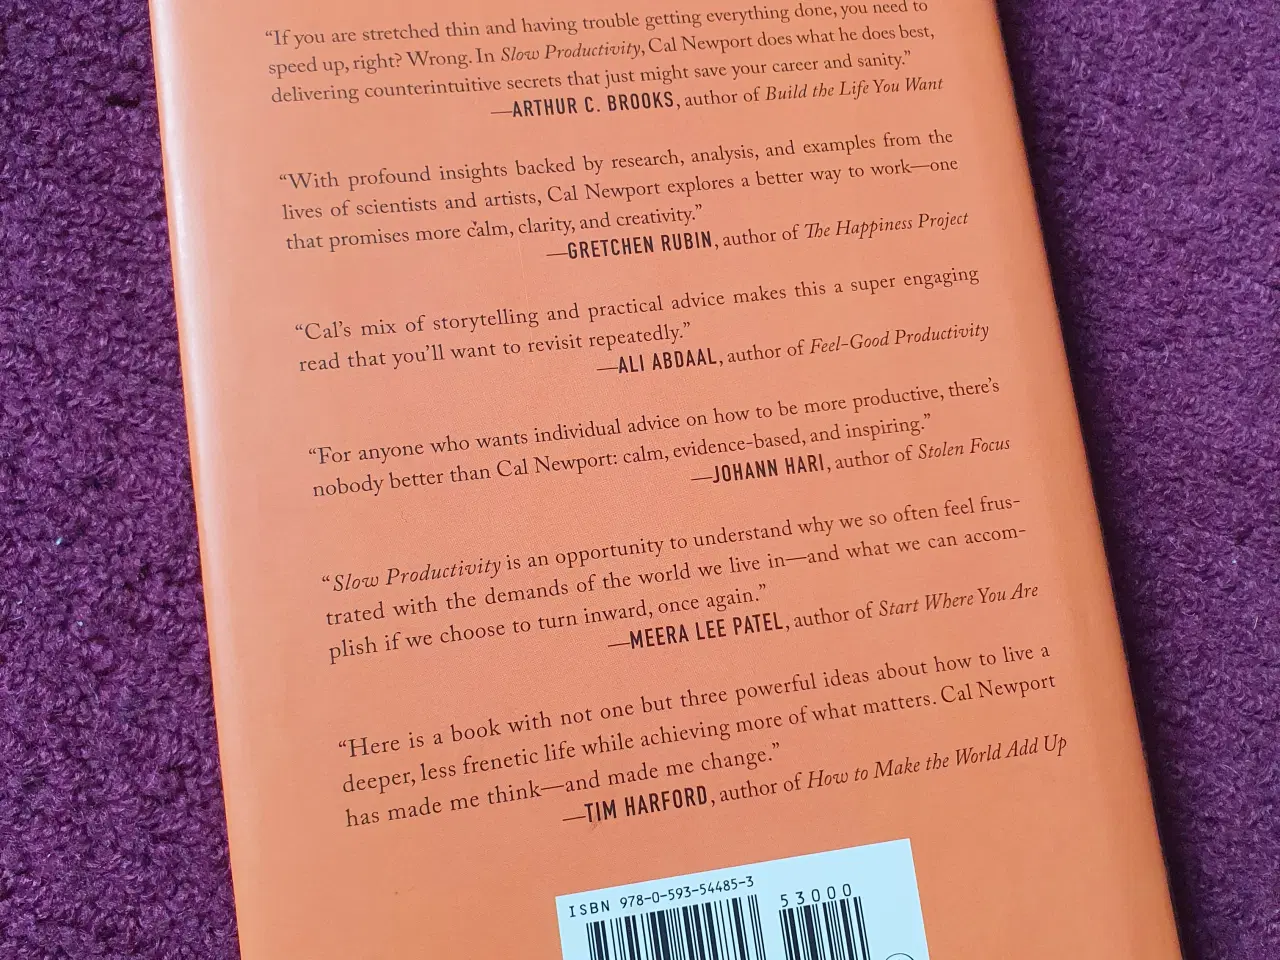 “If you are stretched thin and having trouble getting everything done, you need to
speed up, right? Wrong. In Slow Productivity, Cal Newport does what he does best,
delivering counterintuitive secrets that just might save your career and sanity.”
—ARTHUR C. BROOKS, author of Build the Life You Want
“With profound insights backed by research, analysis, and examples from the
lives of scientists and artists, Cal Newport explores a better way to work—one
that promises more calm, clarity, and creativity.”
—GRETCHEN RUBIN, author of The Happiness Project
“Cal’s mix of storytelling and practical advice makes this a super engaging
read that you’ll want to revisit repeatedly.”
—ALI ABDAAL, author of Feel-Good Productivity
“For anyone who wants individual advice on how to be more productive, there’s
nobody better than Cal Newport: calm, evidence-based, and inspiring.”
—JOHANN HARI, author of Stolen Focus
“Slow Productivity is an opportunity to understand why we so often feel frus-
trated with the demands of the world we live in—and what we can accom-
plish if we choose to turn inward, once again.”
—MEERA LEE PATEL, author of Start Where You Are
“Here is a book with not one but three powerful ideas about how to live a
deeper, less frenetic life while achieving more of what matters. Cal Newport
has made me think—and made me change.”
—TIM HARFORD, author of How to Make the World Add Up
ISBN 978-0-593-54485-3
53000